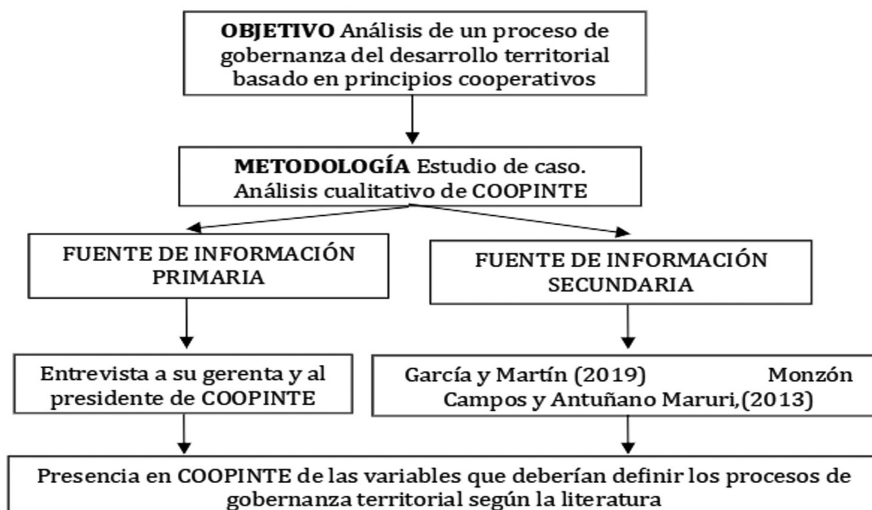 OBJETIVO Análisis de un proceso de
gobernanza del desarrollo territorial
basado en principios cooperativos
METODOLOGÍA Estudio de caso.
Análisis cualitativo de COOPINTE
FUENTE DE INFORMACIÓN
PRIMARIA
FUENTE DE INFORMACIÓN
SECUNDARIA
Entrevista a su gerenta y al
presidente de COOPINTE
García y Martín (2019) Monzón
Campos y Antuñano Maruri,(2013)
Presencia en COOPINTE de las variables que deberían definir los procesos de
gobernanza territorial según la literatura